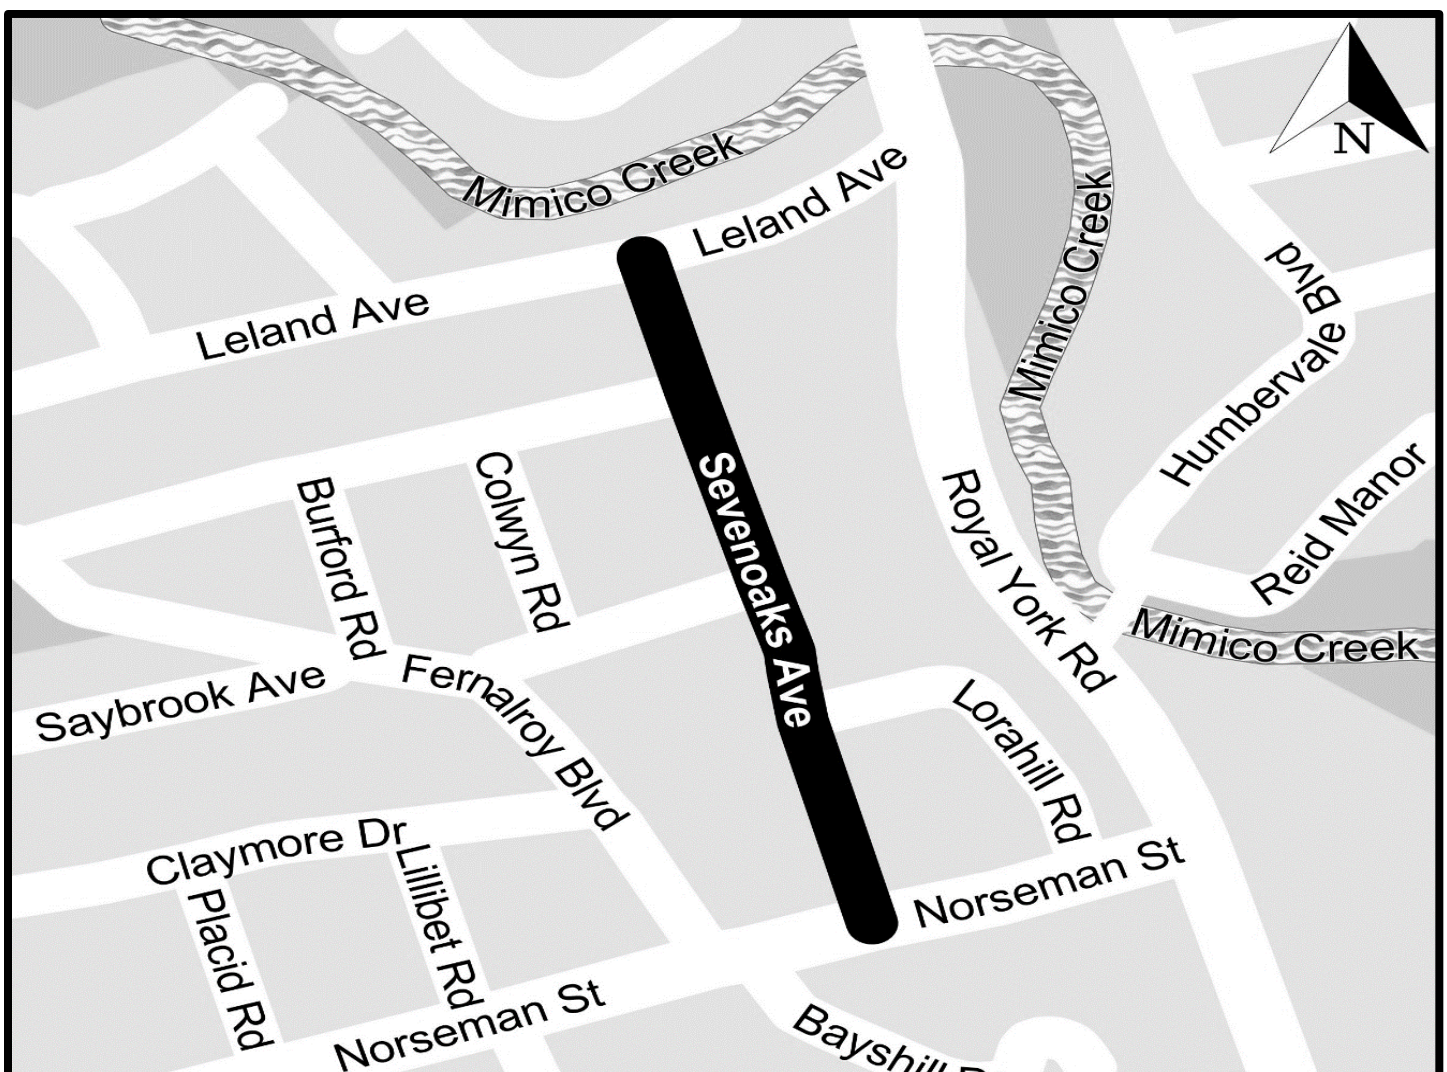 N
Mimico Creek
Leland Ave
Mimico Creek
Humbervale Blvd
Leland Ave
Sevenoaks Ave
Colwyn Rd
Burford Rd
Royal York Rd
Reid Manor
Mimico Creek
Saybrook Ave
Fernalroy Blvd
Lorahill Rd
Claymore Dr
Lillibet Rd
Placid Rd
Norseman St
Norseman St
Bayshill